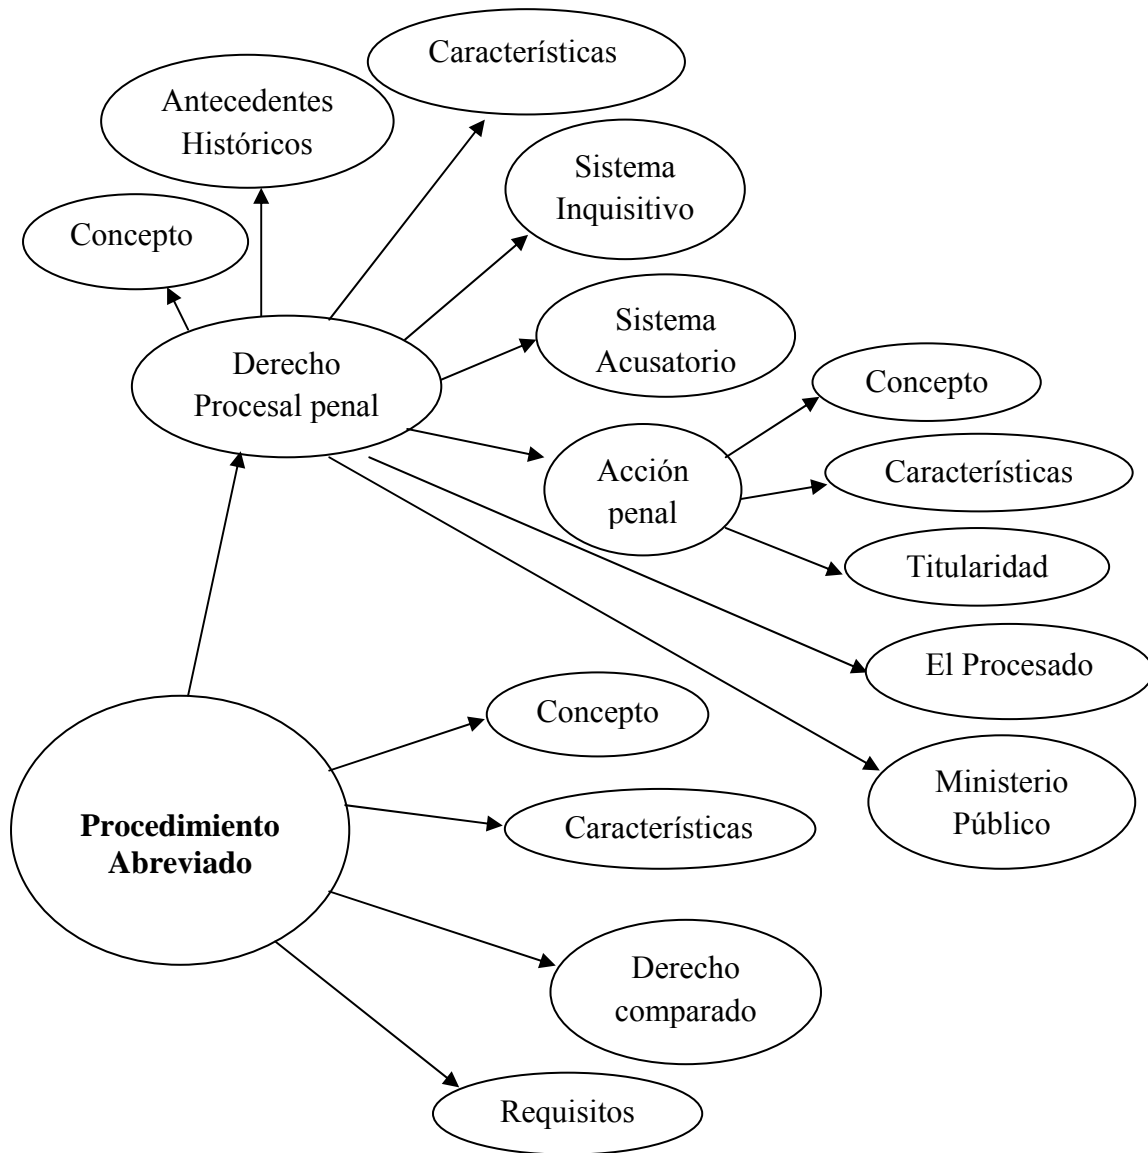 Características
Antecedentes
Históricos
Sistema
Inquisitivo
Concepto
Sistema
Acusatorio
Derecho
Procesal penal
Concepto
Acción
penal
Características
Titularidad
El Procesado
Concepto
Ministerio
Público
Procedimiento
Abreviado
Características
Derecho
comparado
Requisitos